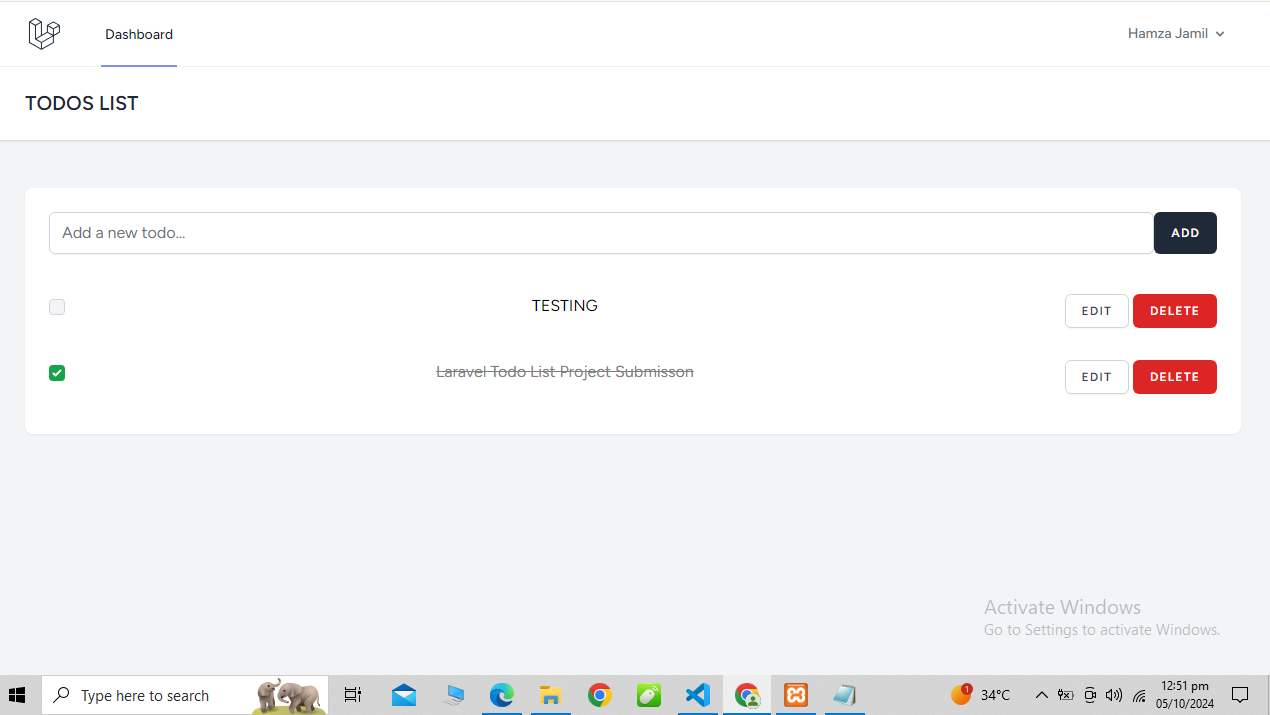 Dashboard
Hamza Jamil
TODOS LIST
Add a new todo...
ADD
TESTING
EDIT
DELETE
Laravel Todo List Project Submisson
EDIT
DELETE
Activate Windows
Go to Settings to activate Windows.
Type here to search
1
34°C
12:51 pm
05/10/2024